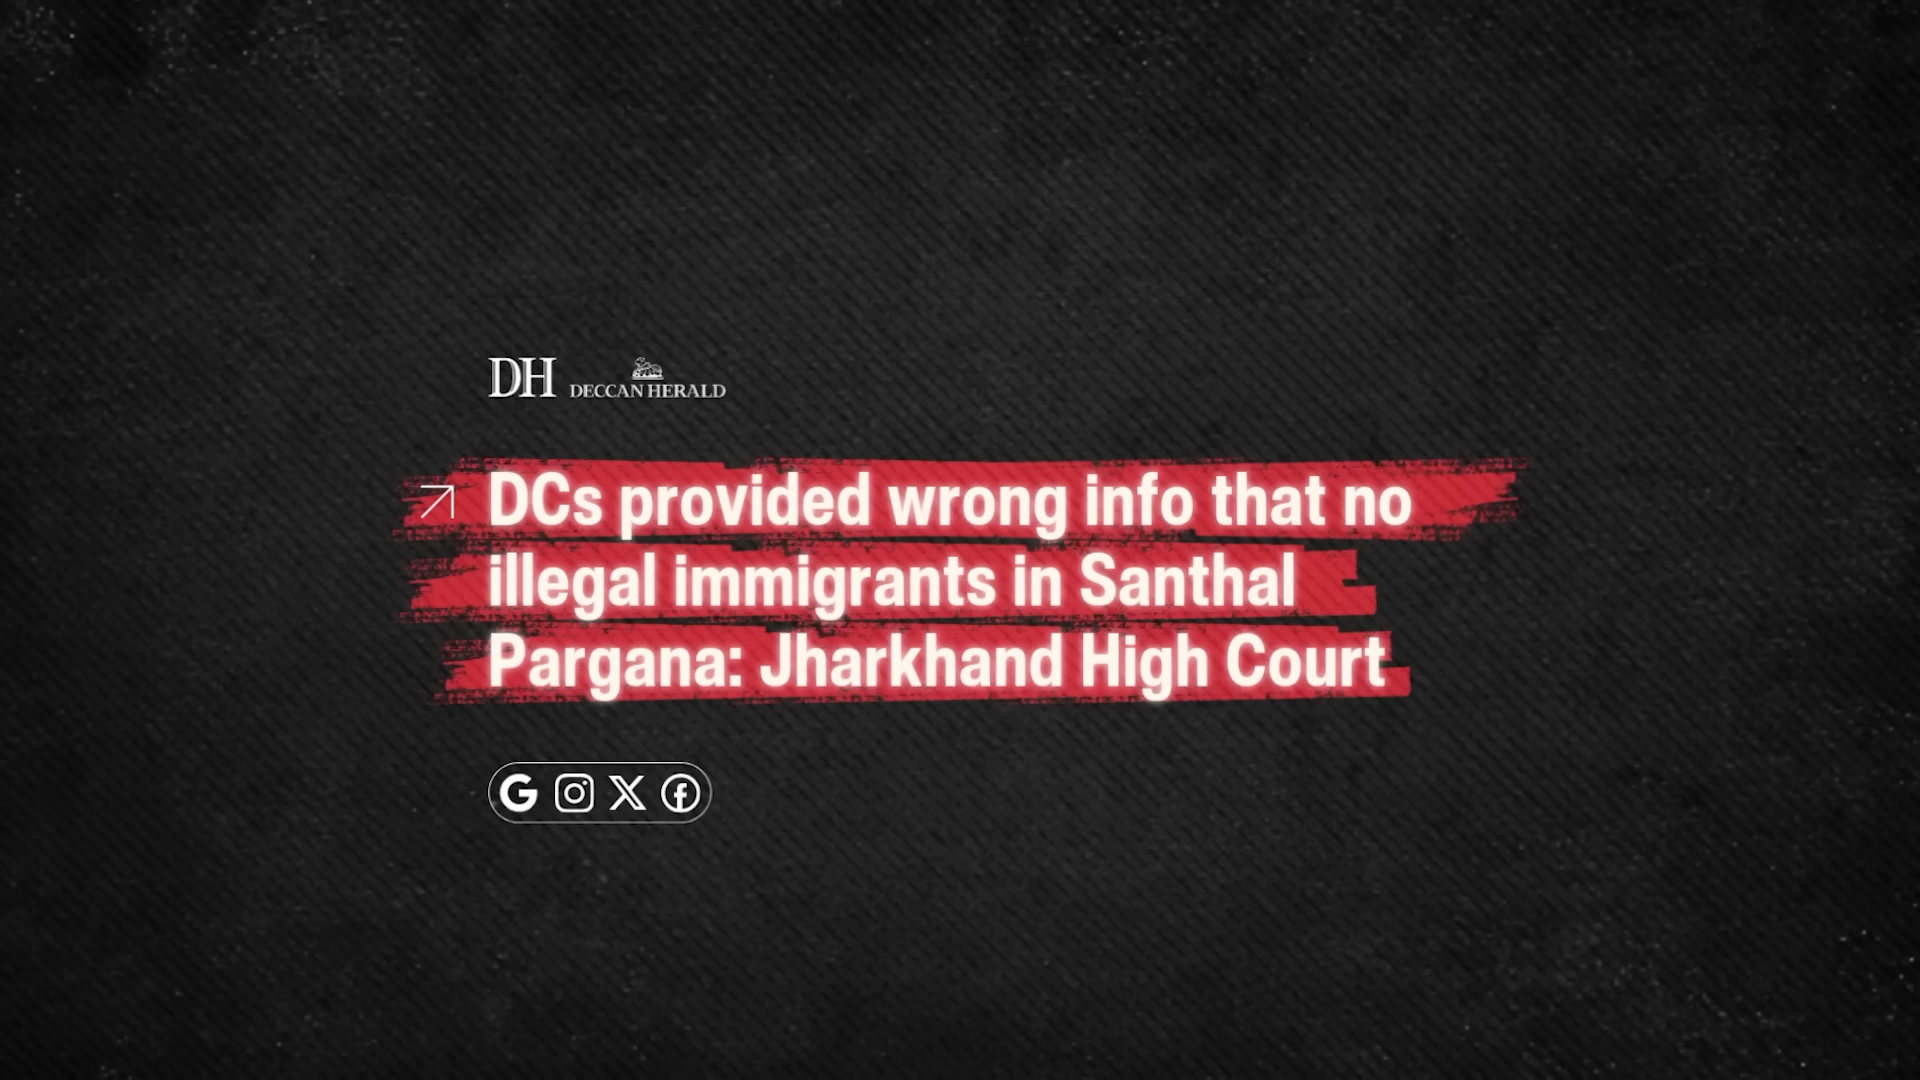 DH DECCAN HERALD
DCs provided wrong info that no
illegal immigrants in Santhal
Pargana: Jharkhand High Court